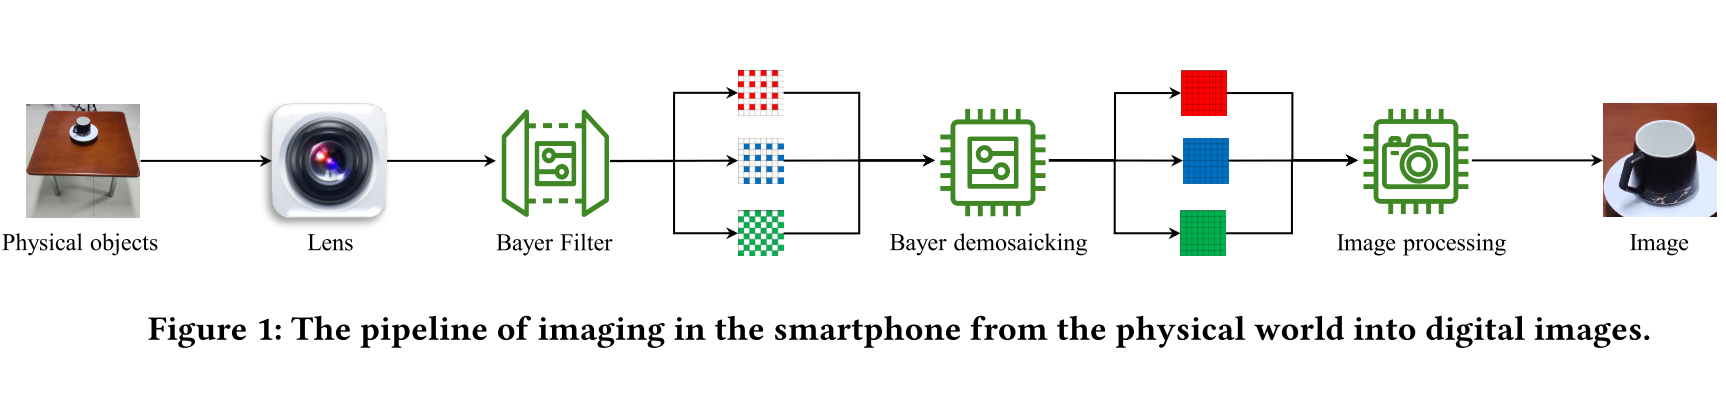 Physical objects
Lens
Bayer Filter
Bayer demosaicking
Image processing
Image
Figure 1: The pipeline of imaging in the smartphone from the physical world into digital images.